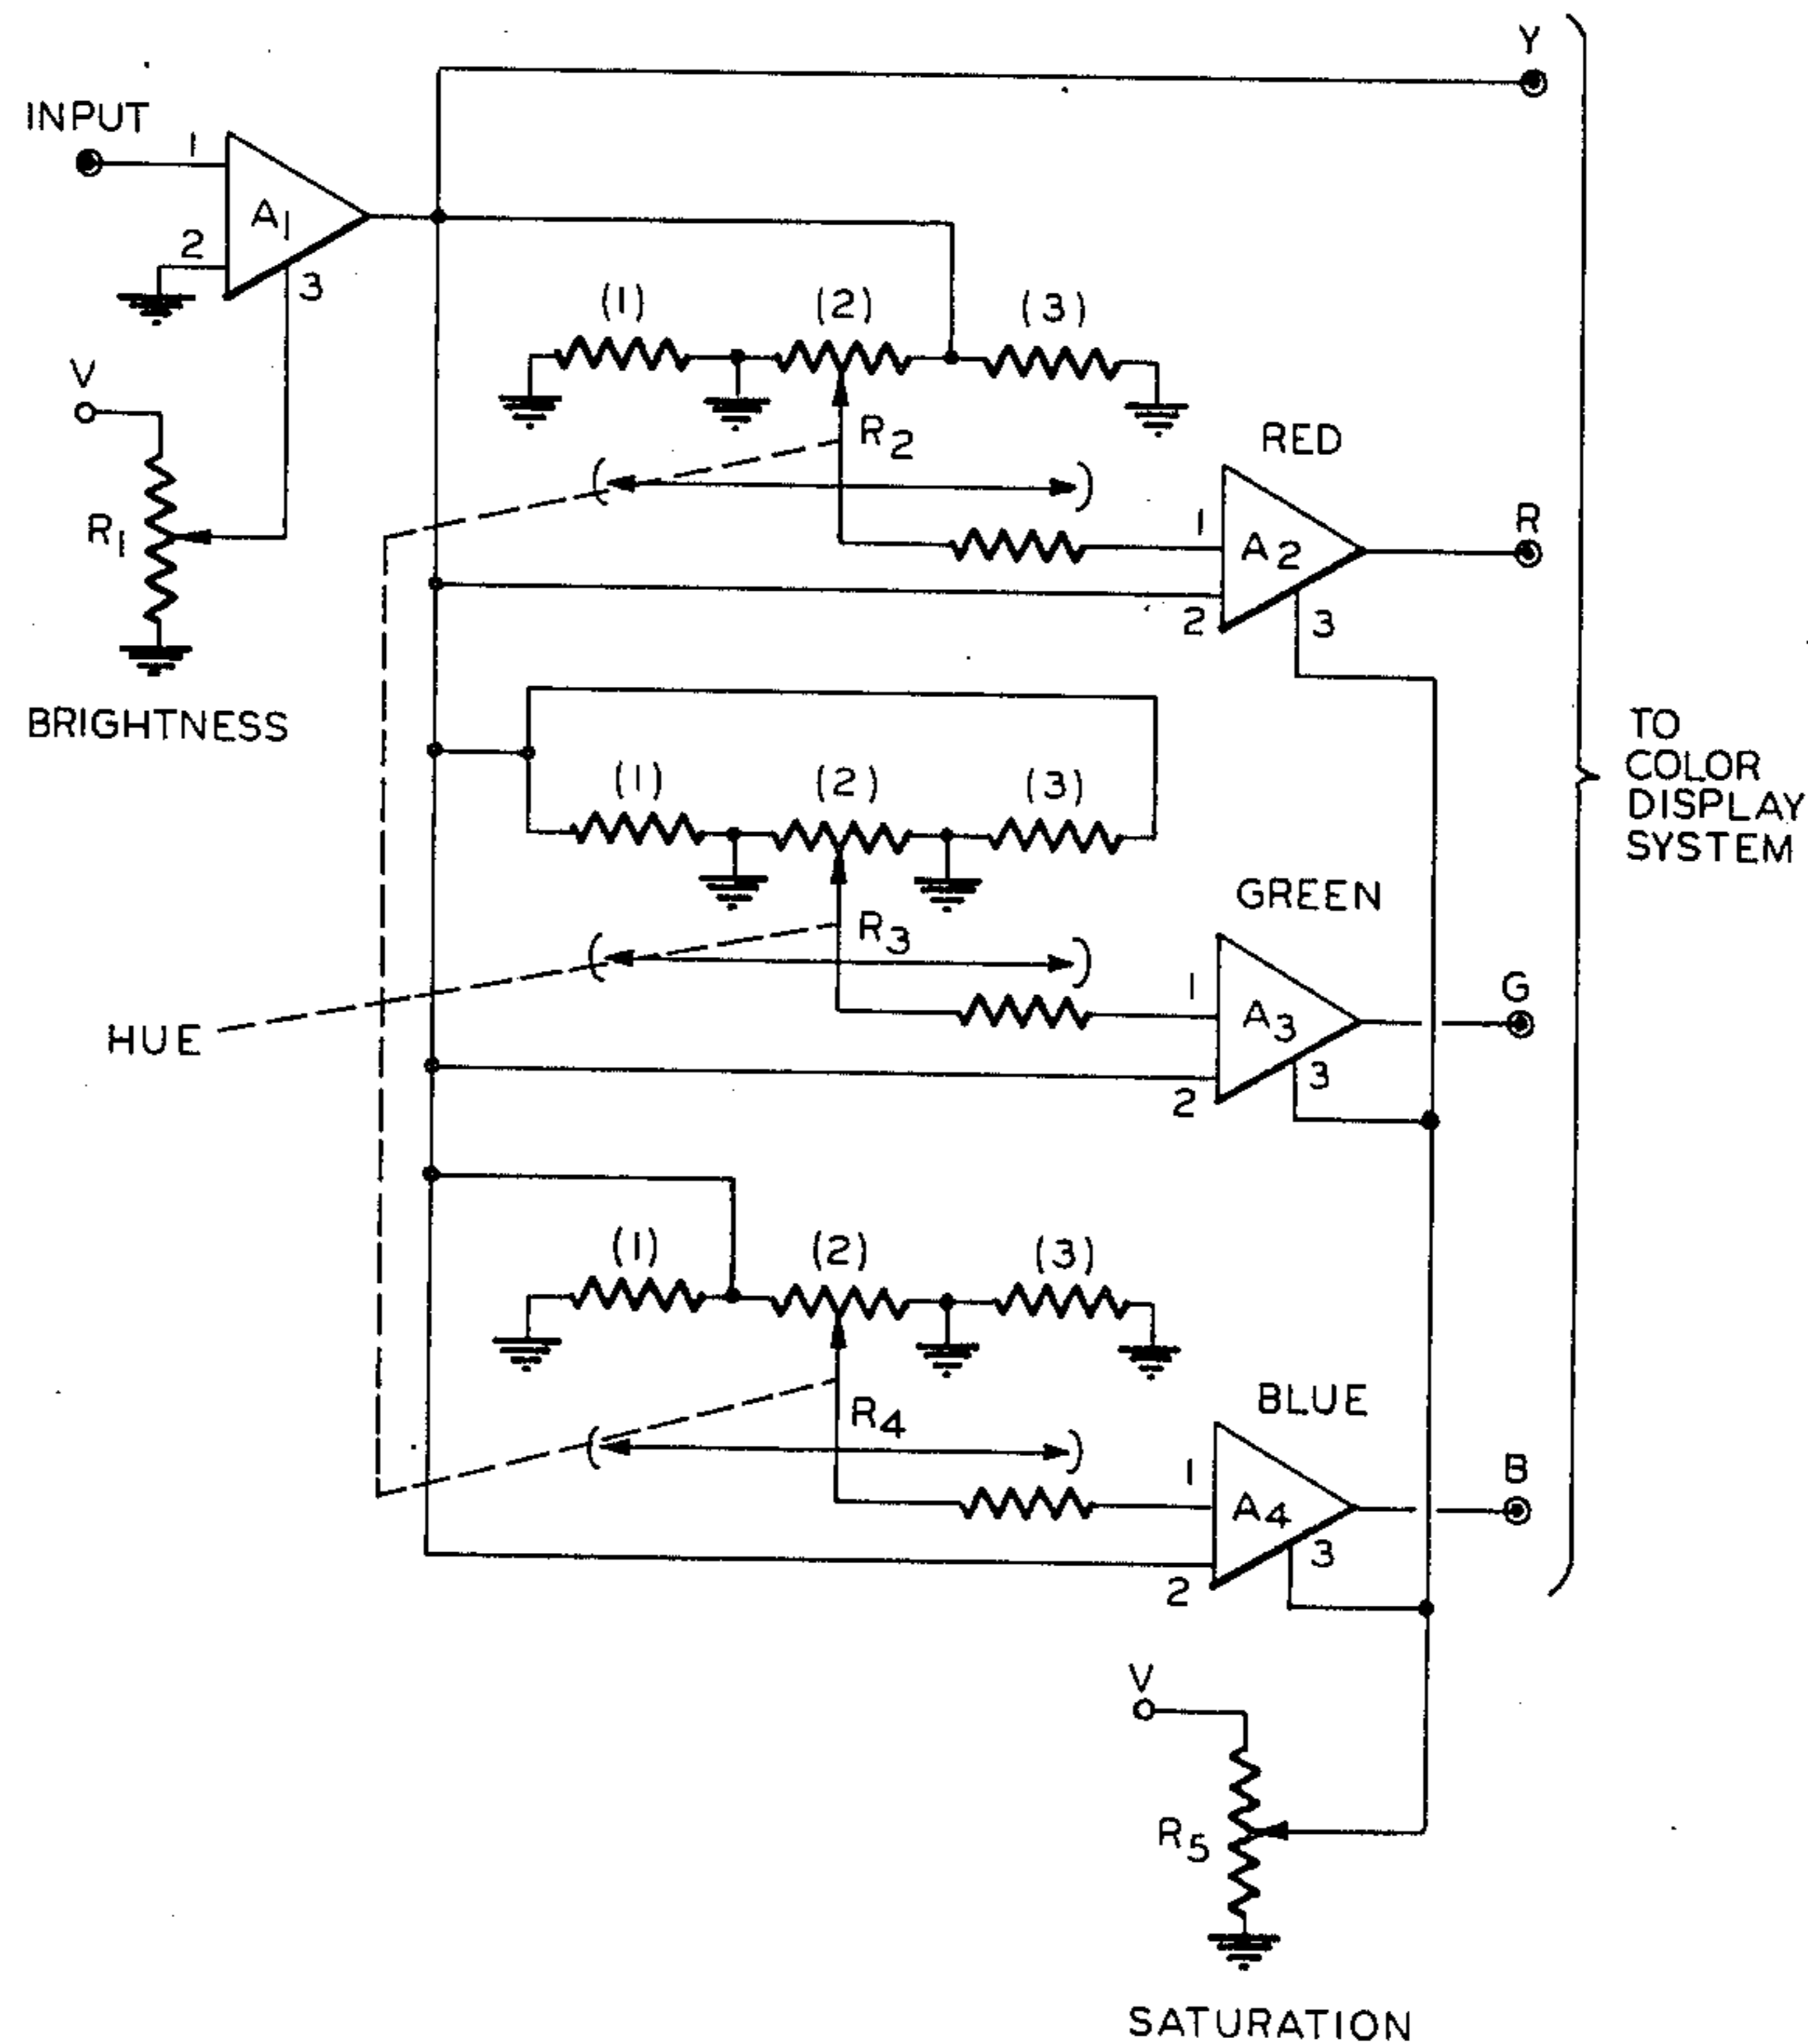 Y
INPUT
1
A1
2
3
(1) (2) (3)
V
R2
RED
R1
1
A2
R
2
3
BRIGHTNESS
TO
COLOR
DISPLAY
SYSTEM
(1) (2) (3)
GREEN
R3
1
A3
G
HUE
2
3
(1) (2) (3)
BLUE
R4
1
A4
B
2
3
V
R5
SATURATION